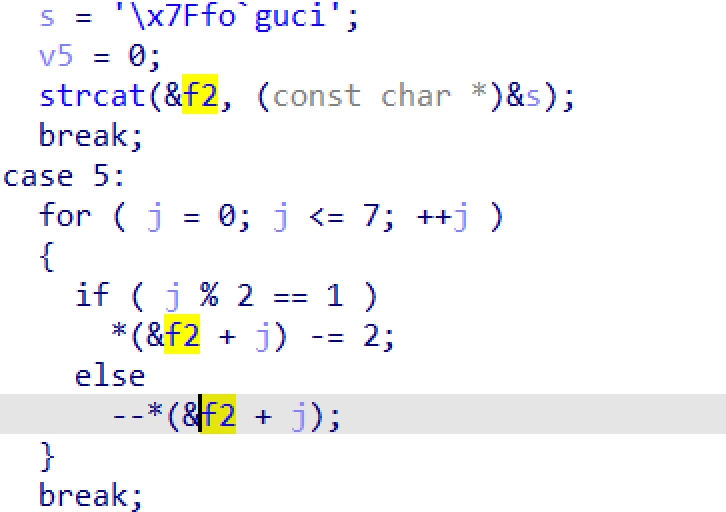 s = '\x7Ffo`guci';
v5 = 0;
strcat(&f2, (const char *)&s);
break;
case 5:
for ( j = 0; j <= 7; ++j )
{
if ( j % 2 == 1 )
*(&f2 + j) -= 2;
else
--*(&f2 + j);
}
break;